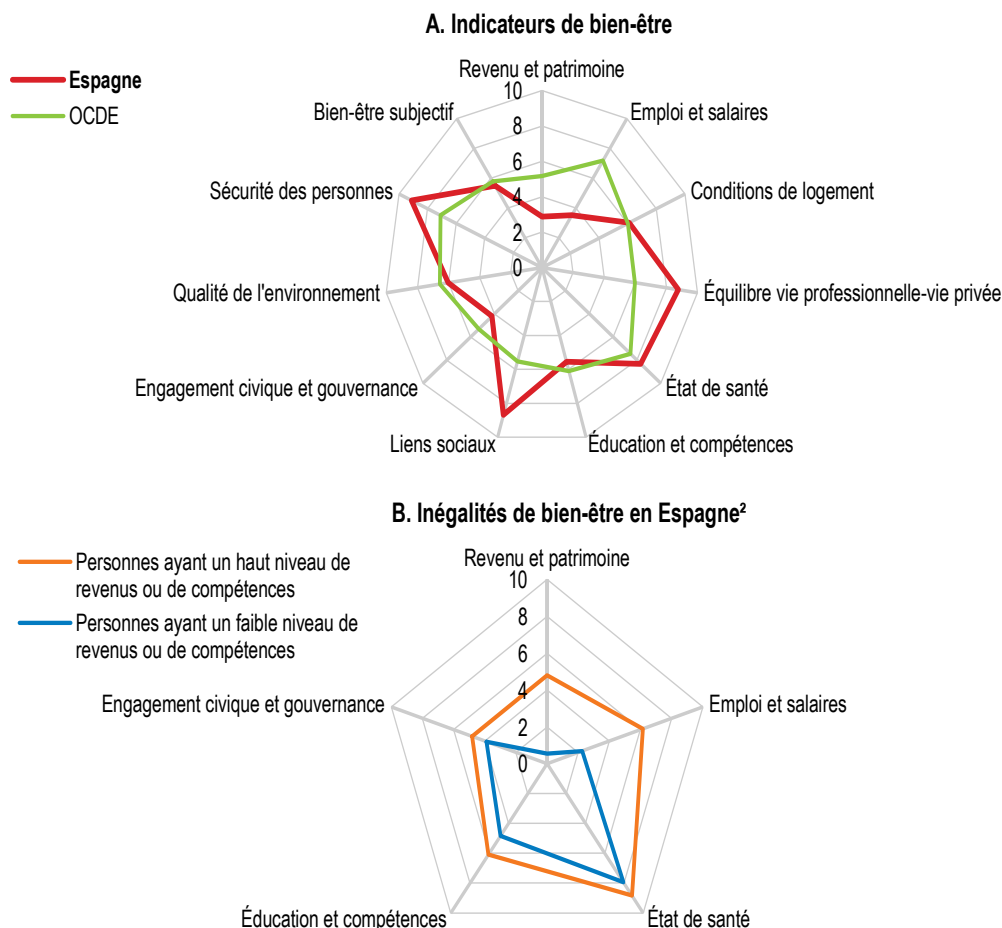 A. Indicateurs de bien-être
Espagne
OCDE
Revenu et patrimoine
Emploi et salaires
Conditions de logement
Équilibre vie professionnelle-vie privée
État de santé
Éducation et compétences
Liens sociaux
Engagement civique et gouvernance
Qualité de l'environnement
Sécurité des personnes
Bien-être subjectif
10
8
6
4
2
0
B. Inégalités de bien-être en Espagne²
Personnes ayant un haut niveau de
revenus ou de compétences
Personnes ayant un faible niveau de
revenus ou de compétences
Revenu et patrimoine
Emploi et salaires
État de santé
Éducation et compétences
Engagement civique et gouvernance
10
8
6
4
2
0